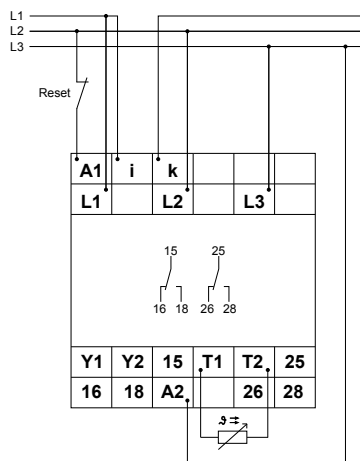 L1
L2
L3
Reset
A1 i k
L1 L2 L3
15 25
16 18 26 28
Y1 Y2 15 T1 T2 25
16 18 A2 26 28
ϑ